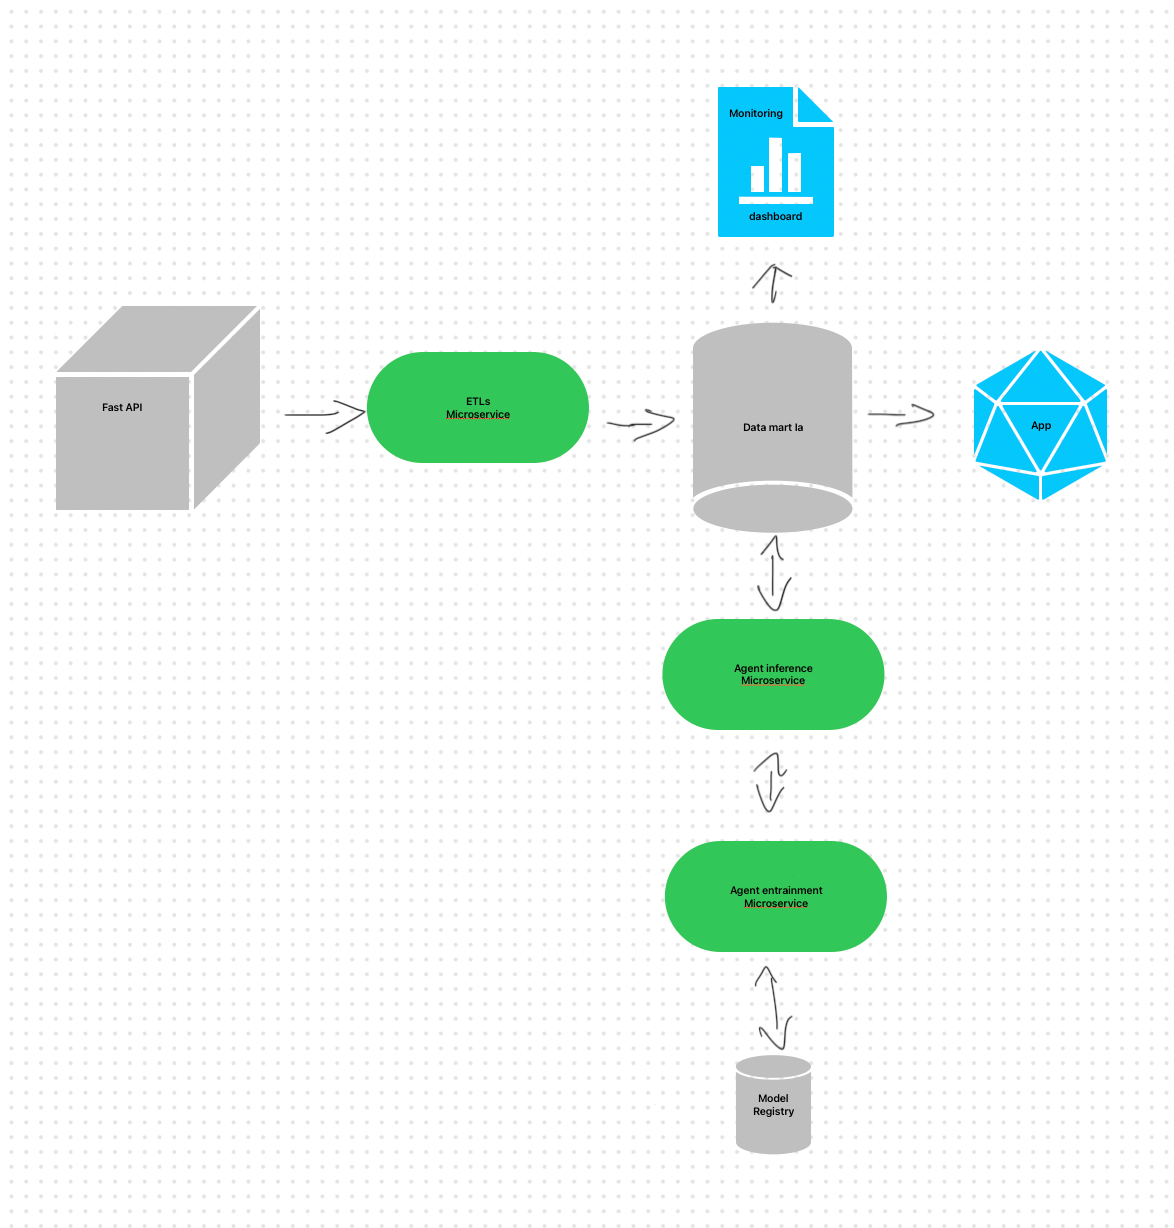 Monitoring
dashboard
Fast API
ETLs
Microservice
Data mart Ia
App
Agent inference
Microservice
Agent entrainment
Microservice
Model
Registry